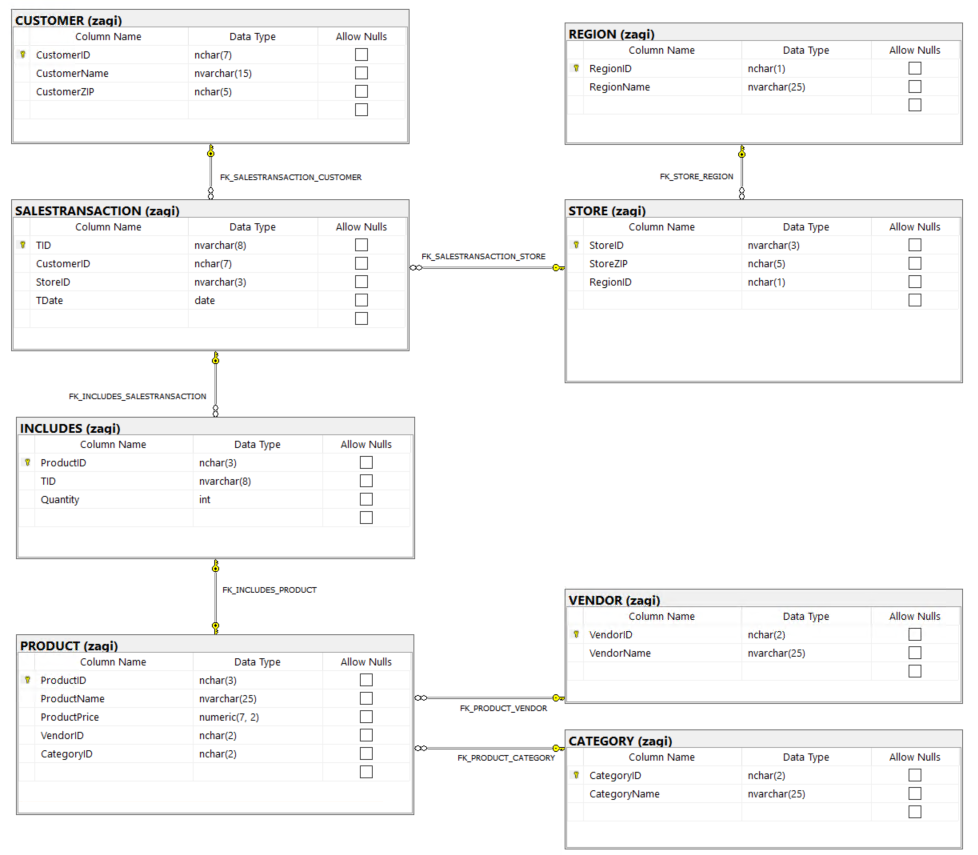 CUSTOMER (zagi)
Column Name Data Type Allow Nulls
CustomerID nchar(7)
CustomerName nvarchar(15)
CustomerZIP nchar(5)
REGION (zagi)
Column Name Data Type Allow Nulls
RegionID nchar(1)
RegionName nvarchar(25)
FK_SALESTRANSACTION_CUSTOMER
FK_STORE_REGION
SALESTRANSACTION (zagi)
Column Name Data Type Allow Nulls
TID nvarchar(8)
CustomerID nchar(7)
StoreID nvarchar(3)
TDate date
FK_SALESTRANSACTION_STORE
STORE (zagi)
Column Name Data Type Allow Nulls
StoreID nvarchar(3)
StoreZIP nchar(5)
RegionID nchar(1)
FK_INCLUDES_SALESTRANSACTION
INCLUDES (zagi)
Column Name Data Type Allow Nulls
ProductID nchar(3)
TID nvarchar(8)
Quantity int
FK_INCLUDES_PRODUCT
PRODUCT (zagi)
Column Name Data Type Allow Nulls
ProductID nchar(3)
ProductName nvarchar(25)
ProductPrice numeric(7, 2)
VendorID nchar(2)
CategoryID nchar(2)
VENDOR (zagi)
Column Name Data Type Allow Nulls
VendorID nchar(2)
VendorName nvarchar(25)
FK_PRODUCT_VENDOR
FK_PRODUCT_CATEGORY
CATEGORY (zagi)
Column Name Data Type Allow Nulls
CategoryID nchar(2)
CategoryName nvarchar(25)